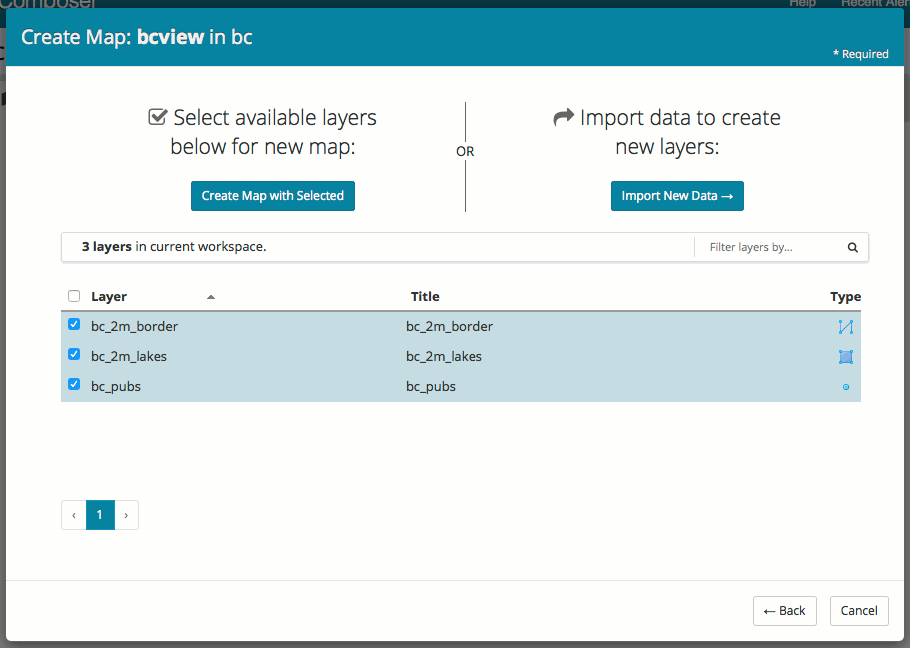 Composer
Help Recent Aler
Create Map: bcview in bc
* Required
Select available layers
below for new map:
Create Map with Selected
OR
Import data to create
new layers:
Import New Data →
3 layers in current workspace.
Filter layers by...
Layer Title Type
bc_2m_border bc_2m_border
bc_2m_lakes bc_2m_lakes
bc_pubs bc_pubs
‹ 1 ›
← Back Cancel